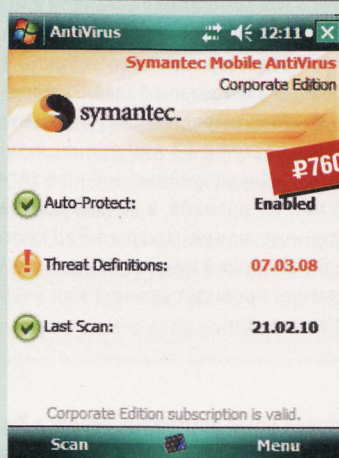 AntiVirus 12:11
Symantec Mobile AntiVirus
Corporate Edition
symantec.
₽760
Auto-Protect: Enabled
Threat Definitions: 07.03.08
Last Scan: 21.02.10
Corporate Edition subscription is valid.
Scan Menu